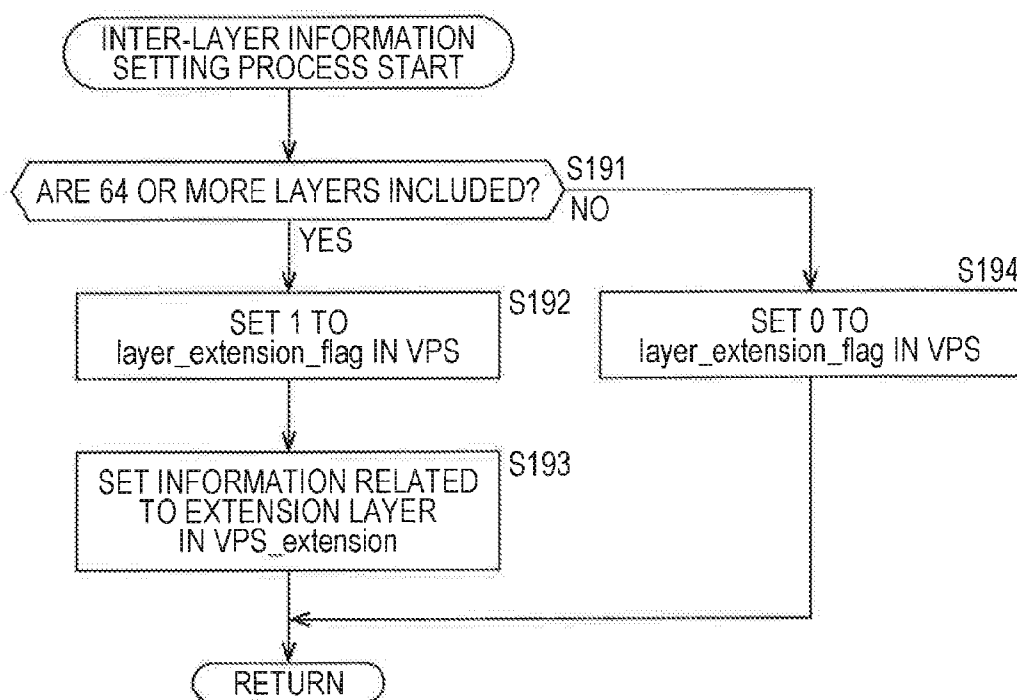 INTER-LAYER INFORMATION
SETTING PROCESS START
ARE 64 OR MORE LAYERS INCLUDED?
S191
NO
YES
S192
SET 1 TO
layer_extension_flag IN VPS
S194
SET 0 TO
layer_extension_flag IN VPS
S193
SET INFORMATION RELATED
TO EXTENSION LAYER
IN VPS_extension
RETURN